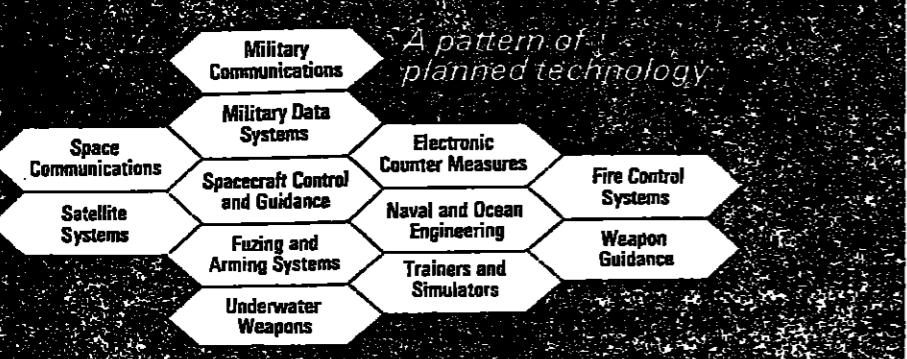 A pattern of
planned technology
Military
Communications
Military Data
Systems
Space
Communications
Electronic
Counter Measures
Spacecraft Control
and Guidance
Fire Control
Systems
Satellite
Systems
Naval and Ocean
Engineering
Fuzing and
Arming Systems
Weapon
Guidance
Trainers and
Simulators
Underwater
Weapons